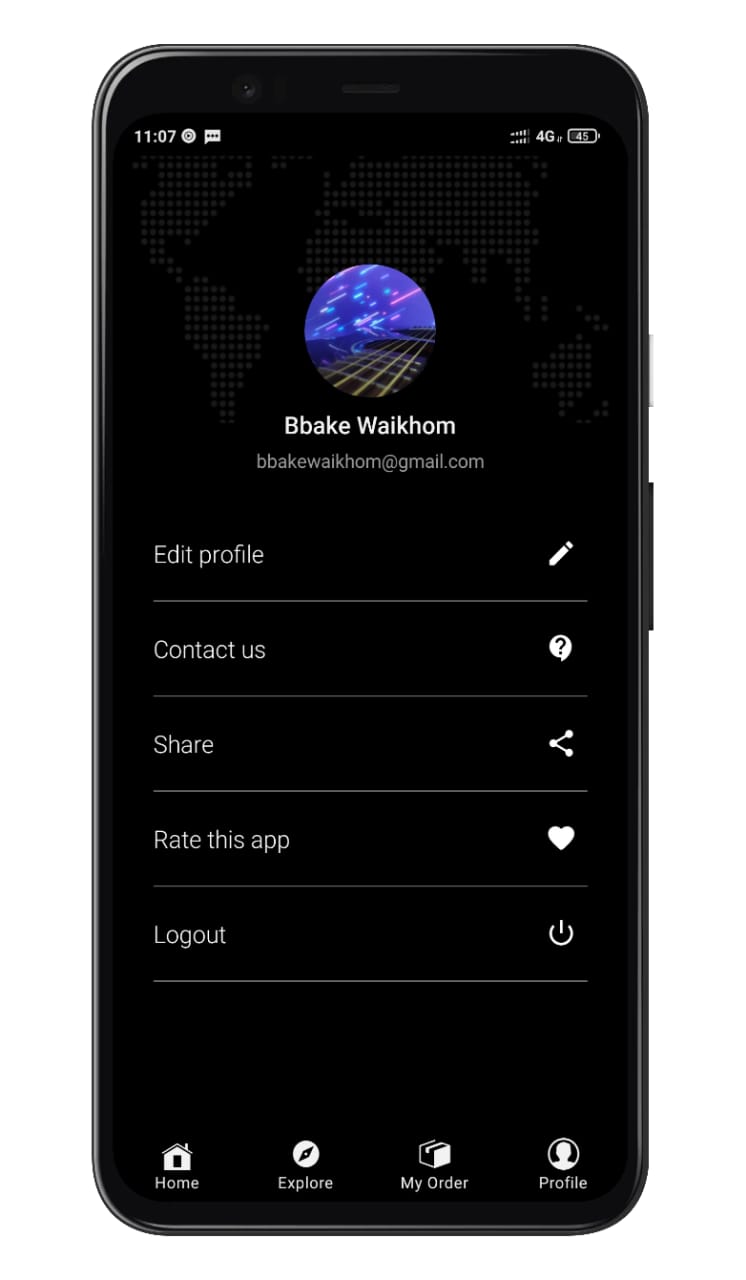 11:07 4G 45
Bbake Waikhom
bbakewaikhom@gmail.com
Edit profile
Contact us
Share
Rate this app
Logout
Home Explore My Order Profile